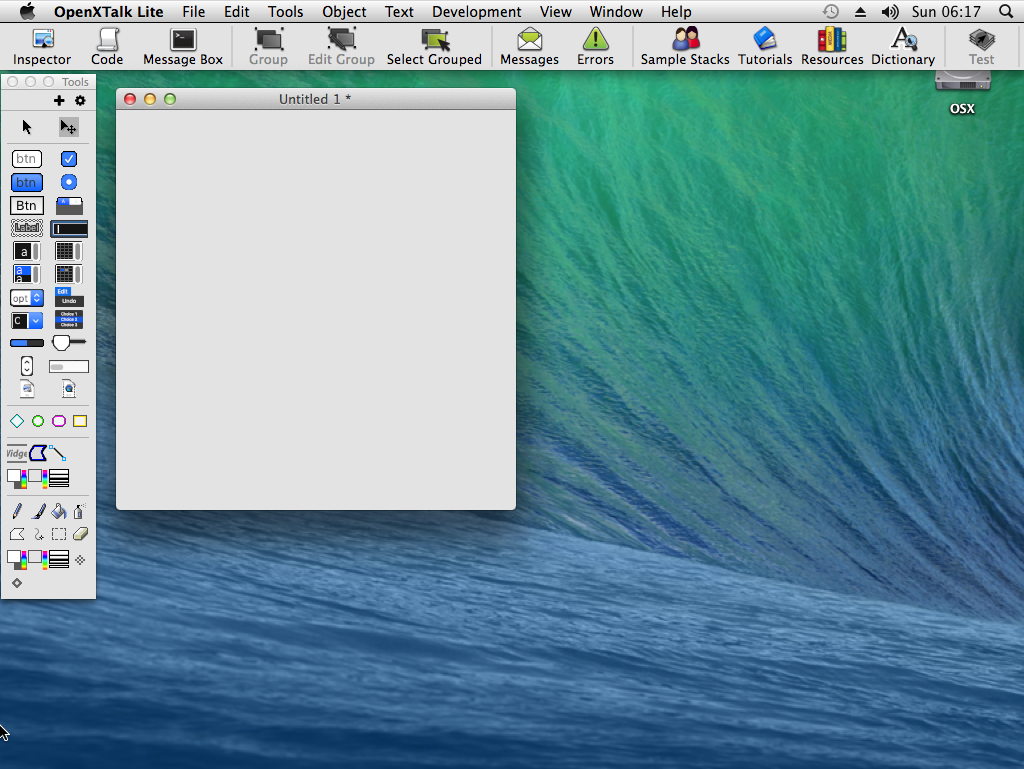 OpenXTalk Lite File Edit Tools Object Text Development View Window Help Sun 06:17
Inspector Code Message Box Group Edit Group Select Grouped Messages Errors Sample Stacks Tutorials Resources Dictionary Test
Tools
OSX
Untitled 1 *
btn
btn
Btn
Label
a
a
a
opt
Edit
Undo
C
Choice 1
Choice 2
Choice 3
Widge